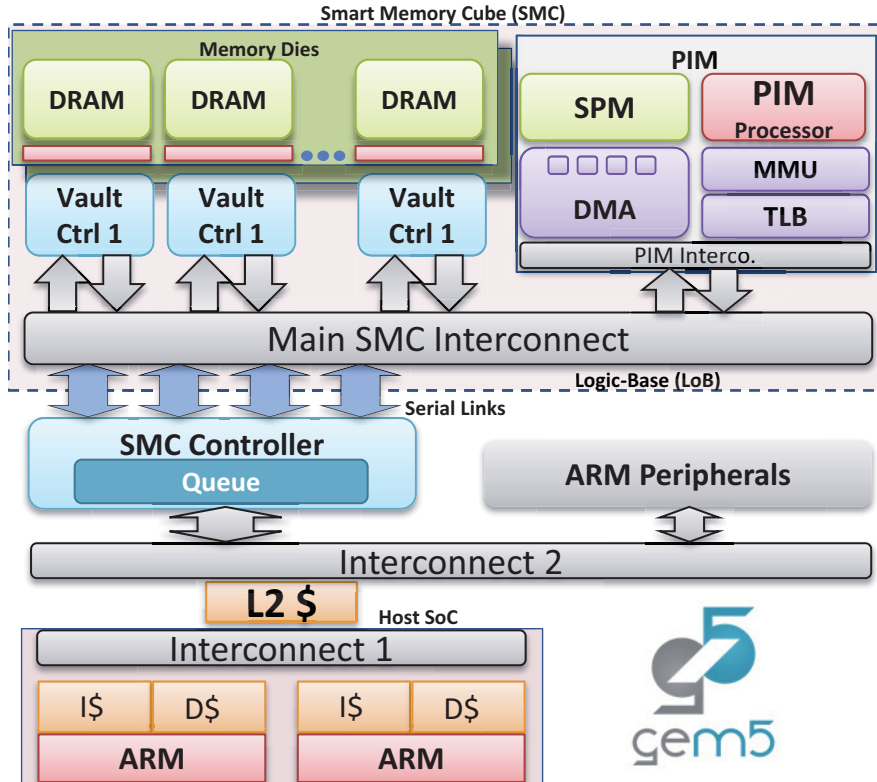 Smart Memory Cube (SMC)
Memory Dies
DRAM
DRAM
DRAM
Vault
Ctrl 1
Vault
Ctrl 1
Vault
Ctrl 1
PIM
SPM
PIM
Processor
DMA
MMU
TLB
PIM Interco.
Main SMC Interconnect
Logic-Base (LoB)
Serial Links
SMC Controller
Queue
ARM Peripherals
Interconnect 2
L2 $
Host SoC
Interconnect 1
I$
D$
I$
D$
ARM
ARM
gem5